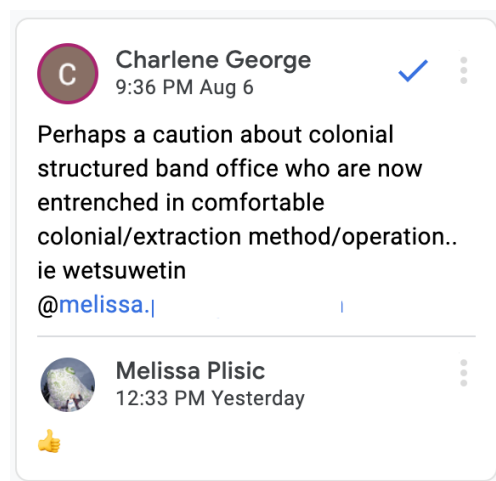 C
Charlene George
9:36 PM Aug 6
Perhaps a caution about colonial
structured band office who are now
entrenched in comfortable
colonial/extraction method/operation..
ie wetsuwetin
@melissa.
Melissa Plisic
12:33 PM Yesterday
👍